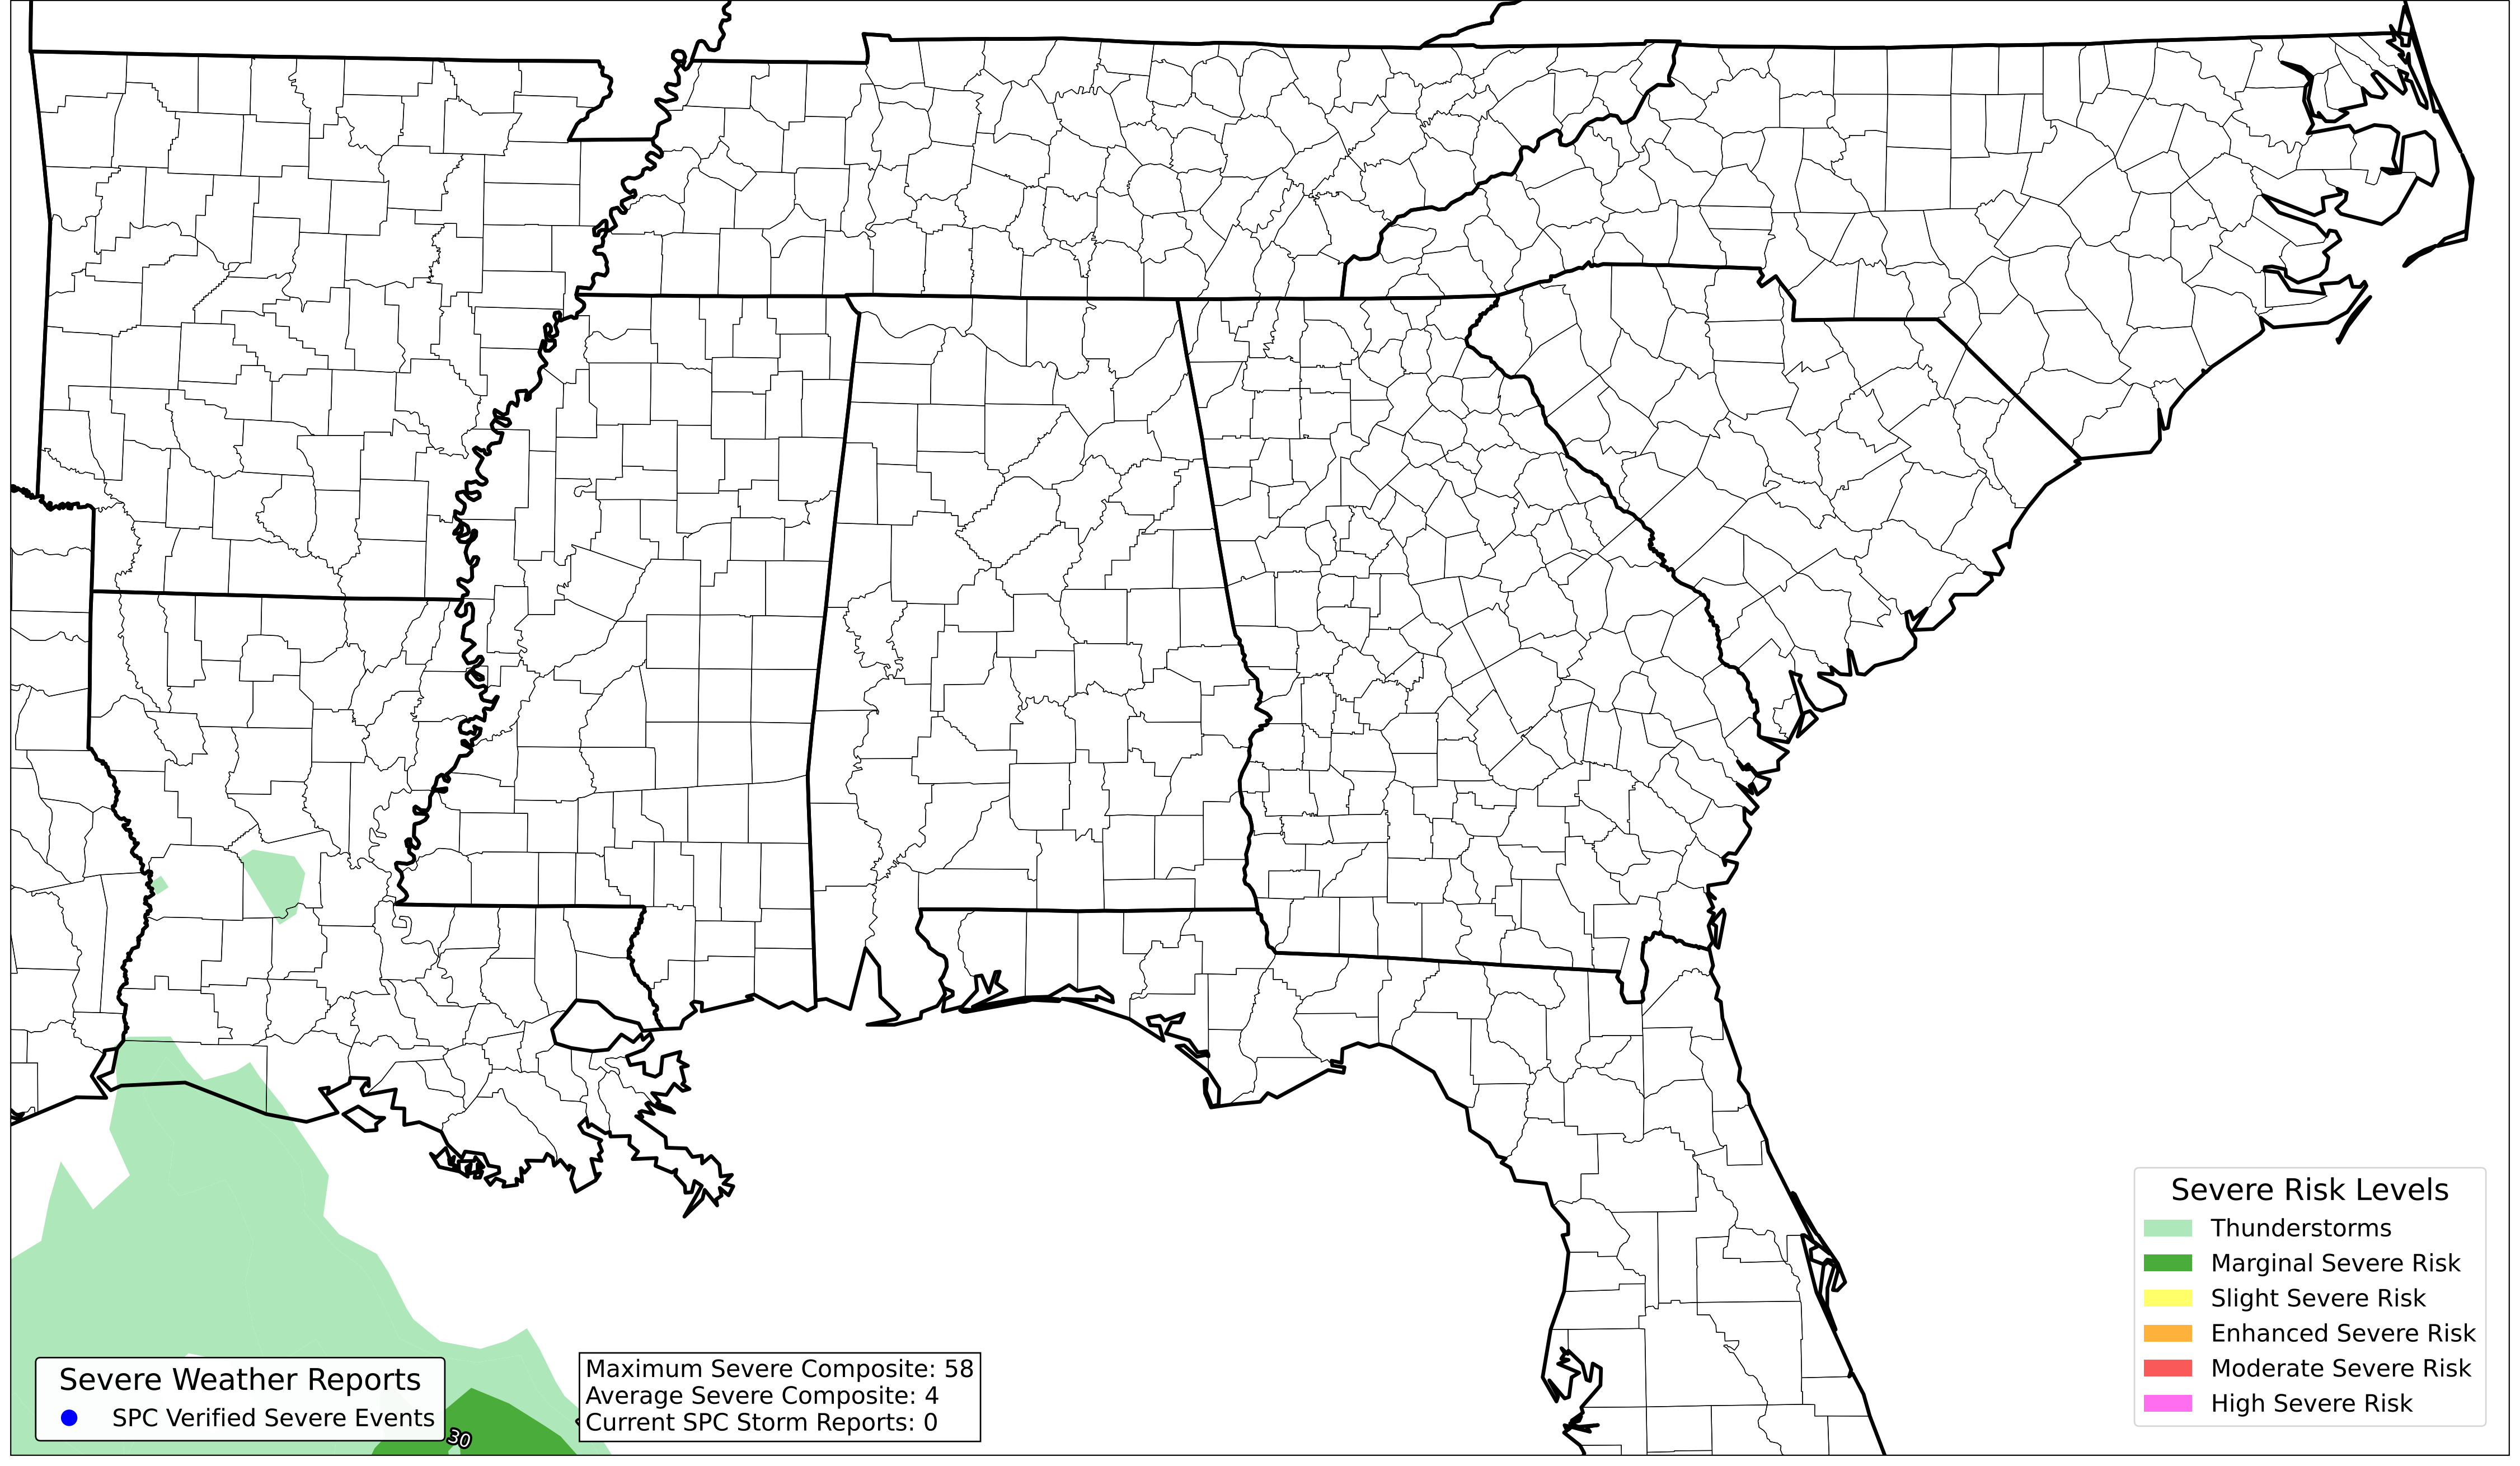 Severe Risk Levels
Thunderstorms
Marginal Severe Risk
Slight Severe Risk
Enhanced Severe Risk
Moderate Severe Risk
High Severe Risk
Severe Weather Reports
SPC Verified Severe Events
30
Maximum Severe Composite: 58
Average Severe Composite: 4
Current SPC Storm Reports: 0